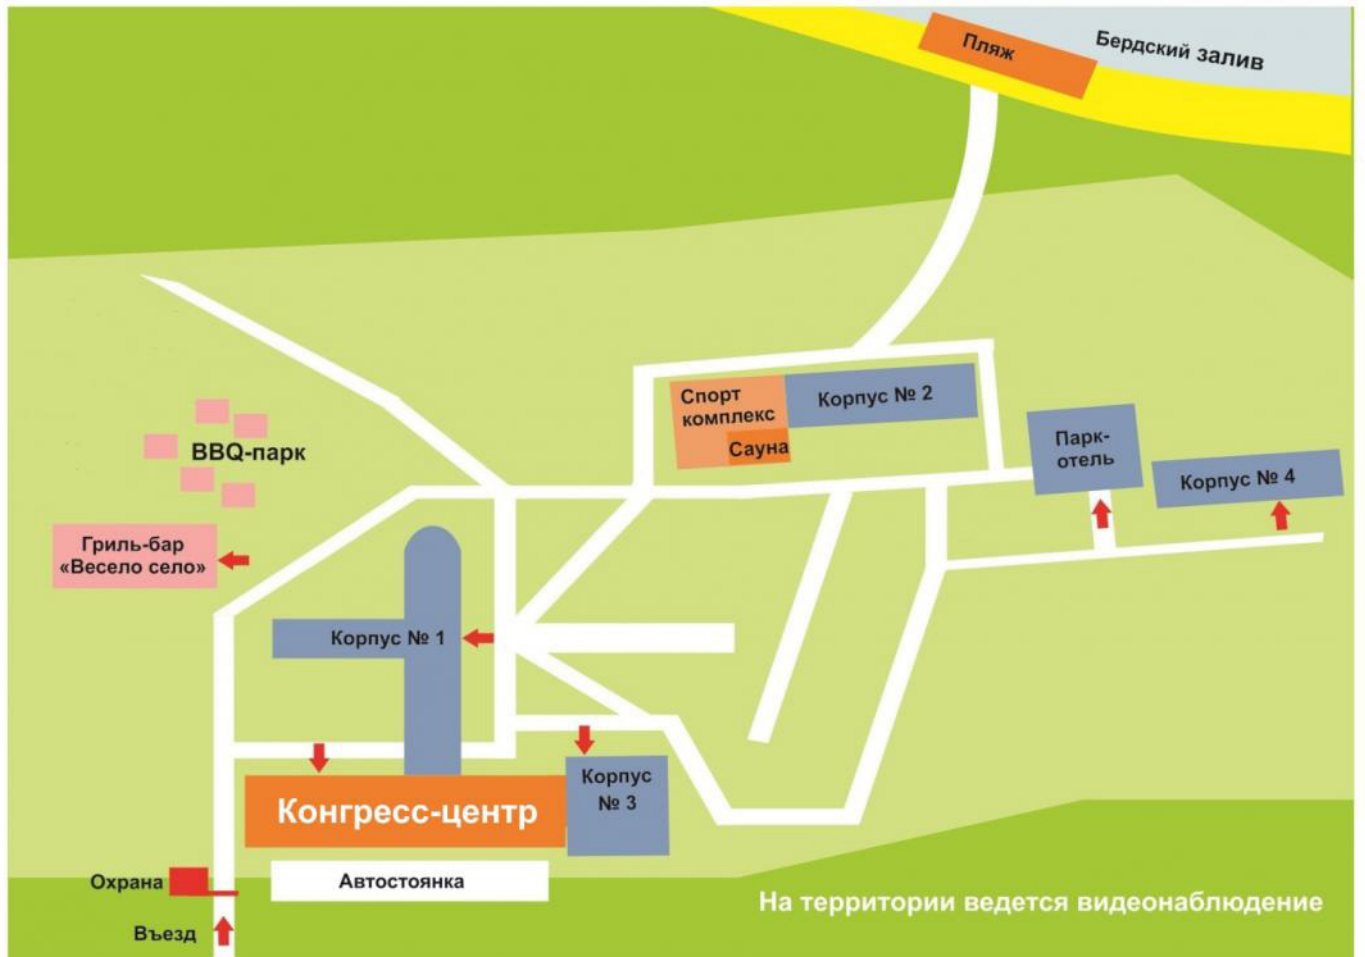 Пляж
Бердский залив
Спорт
комплекс
Сауна
Корпус № 2
Парк-
отель
Корпус № 4
BBQ-парк
Гриль-бар
«Весело село»
Корпус № 1
Корпус
№ 3
Конгресс-центр
Автостоянка
Охрана
Въезд
На территории ведется видеонаблюдение